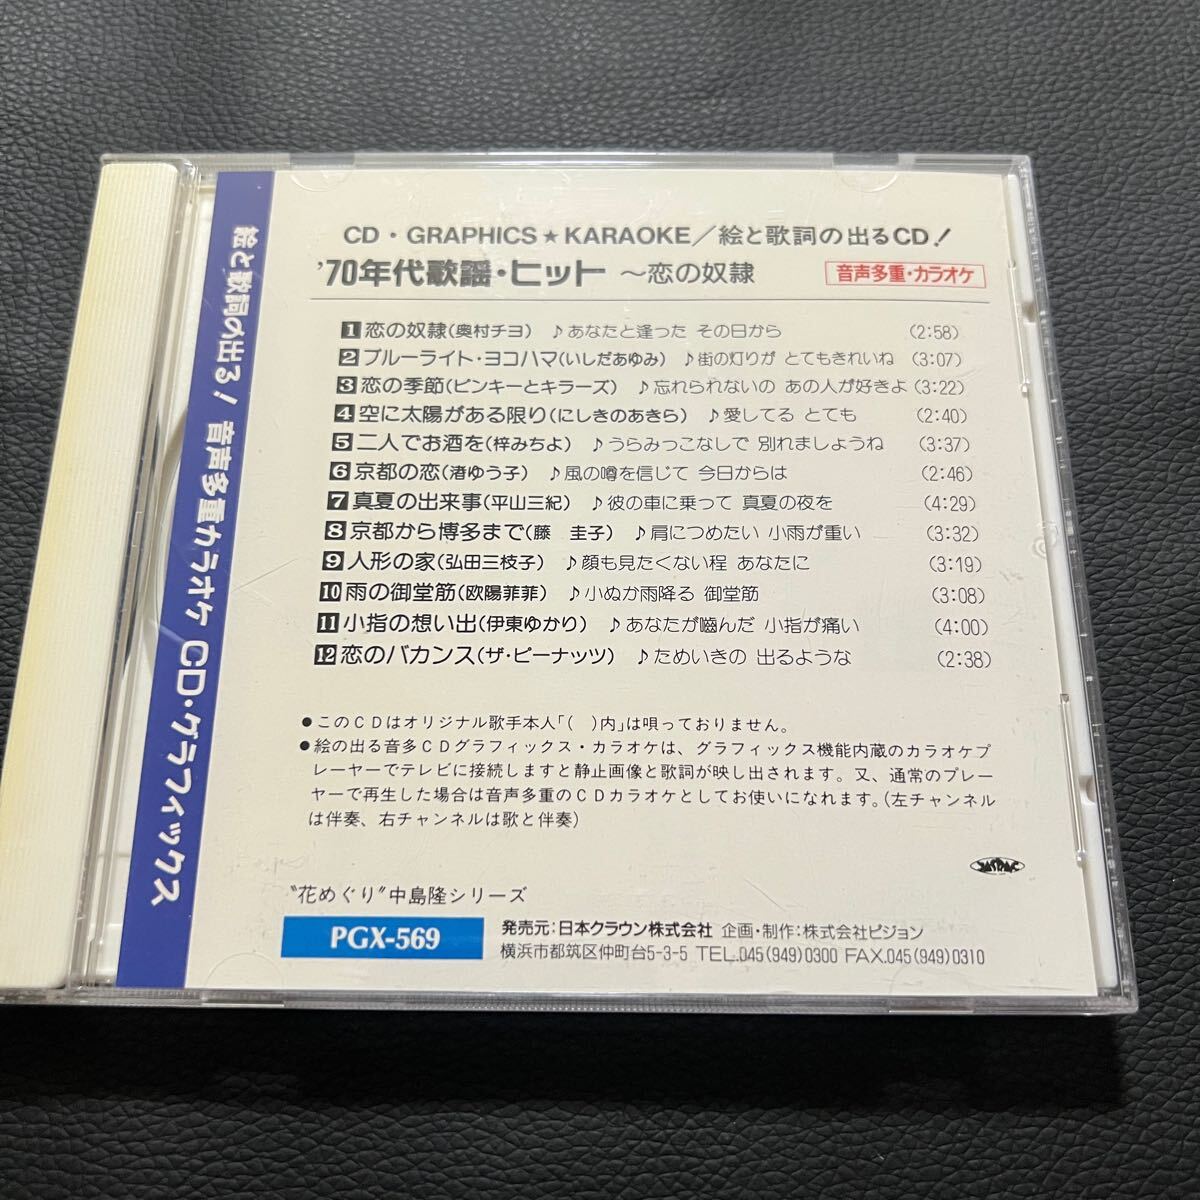 絵と歌詞の出る! 音声多重カラオケ CD・グラフィックス
CD・GRAPHICS★KARAOKE/絵と歌詞の出るCD!
'70年代歌謡・ヒット ～恋の奴隷 音声多重・カラオケ
1 恋の奴隷(奥村チヨ) ♪あなたと逢った その日から (2:58)
2 ブルーライト・ヨコハマ(いしだあゆみ) ♪街の灯りが とてもきれいね (3:07)
3 恋の季節(ピンキーとキラーズ) ♪忘れられないの あの人が好きよ (3:22)
4 空に太陽がある限り(にしきのあきら) ♪愛してる とても (2:40)
5 二人でお酒を(梓みちよ) ♪うらみっこなしで 別れましょうね (3:37)
6 京都の恋(渚ゆう子) ♪風の噂を信じて 今日からは (2:46)
7 真夏の出来事(平山三紀) ♪彼の車に乗って 真夏の夜を (4:29)
8 京都から博多まで(藤 圭子) ♪肩につめたい 小雨が重い (3:32)
9 人形の家(弘田三枝子) ♪顔も見たくない程 あなたに (3:19)
10 雨の御堂筋(欧陽菲菲) ♪小ぬか雨降る 御堂筋 (3:08)
11 小指の想い出(伊東ゆかり) ♪あなたが嚙んだ 小指が痛い (4:00)
12 恋のバカンス(ザ・ピーナッツ) ♪ためいきの 出るような (2:38)
●このCDはオリジナル歌手本人「( )内」は唄っておりません。
●絵の出る音多CDグラフィックス・カラオケは、グラフィックス機能内蔵のカラオケプ
レーヤーでテレビに接続しますと静止画像と歌詞が映し出されます。又、通常のプレー
ヤーで再生した場合は音声多重のCDカラオケとしてお使いになれます。(左チャンネル
は伴奏、右チャンネルは歌と伴奏)
JASRAC
"花めぐり"中島隆シリーズ
PGX-569
発売元:日本クラウン株式会社 企画・制作:株式会社ピジョン
横浜市都筑区仲町台5-3-5 TEL.045(949)0300 FAX.045(949)0310